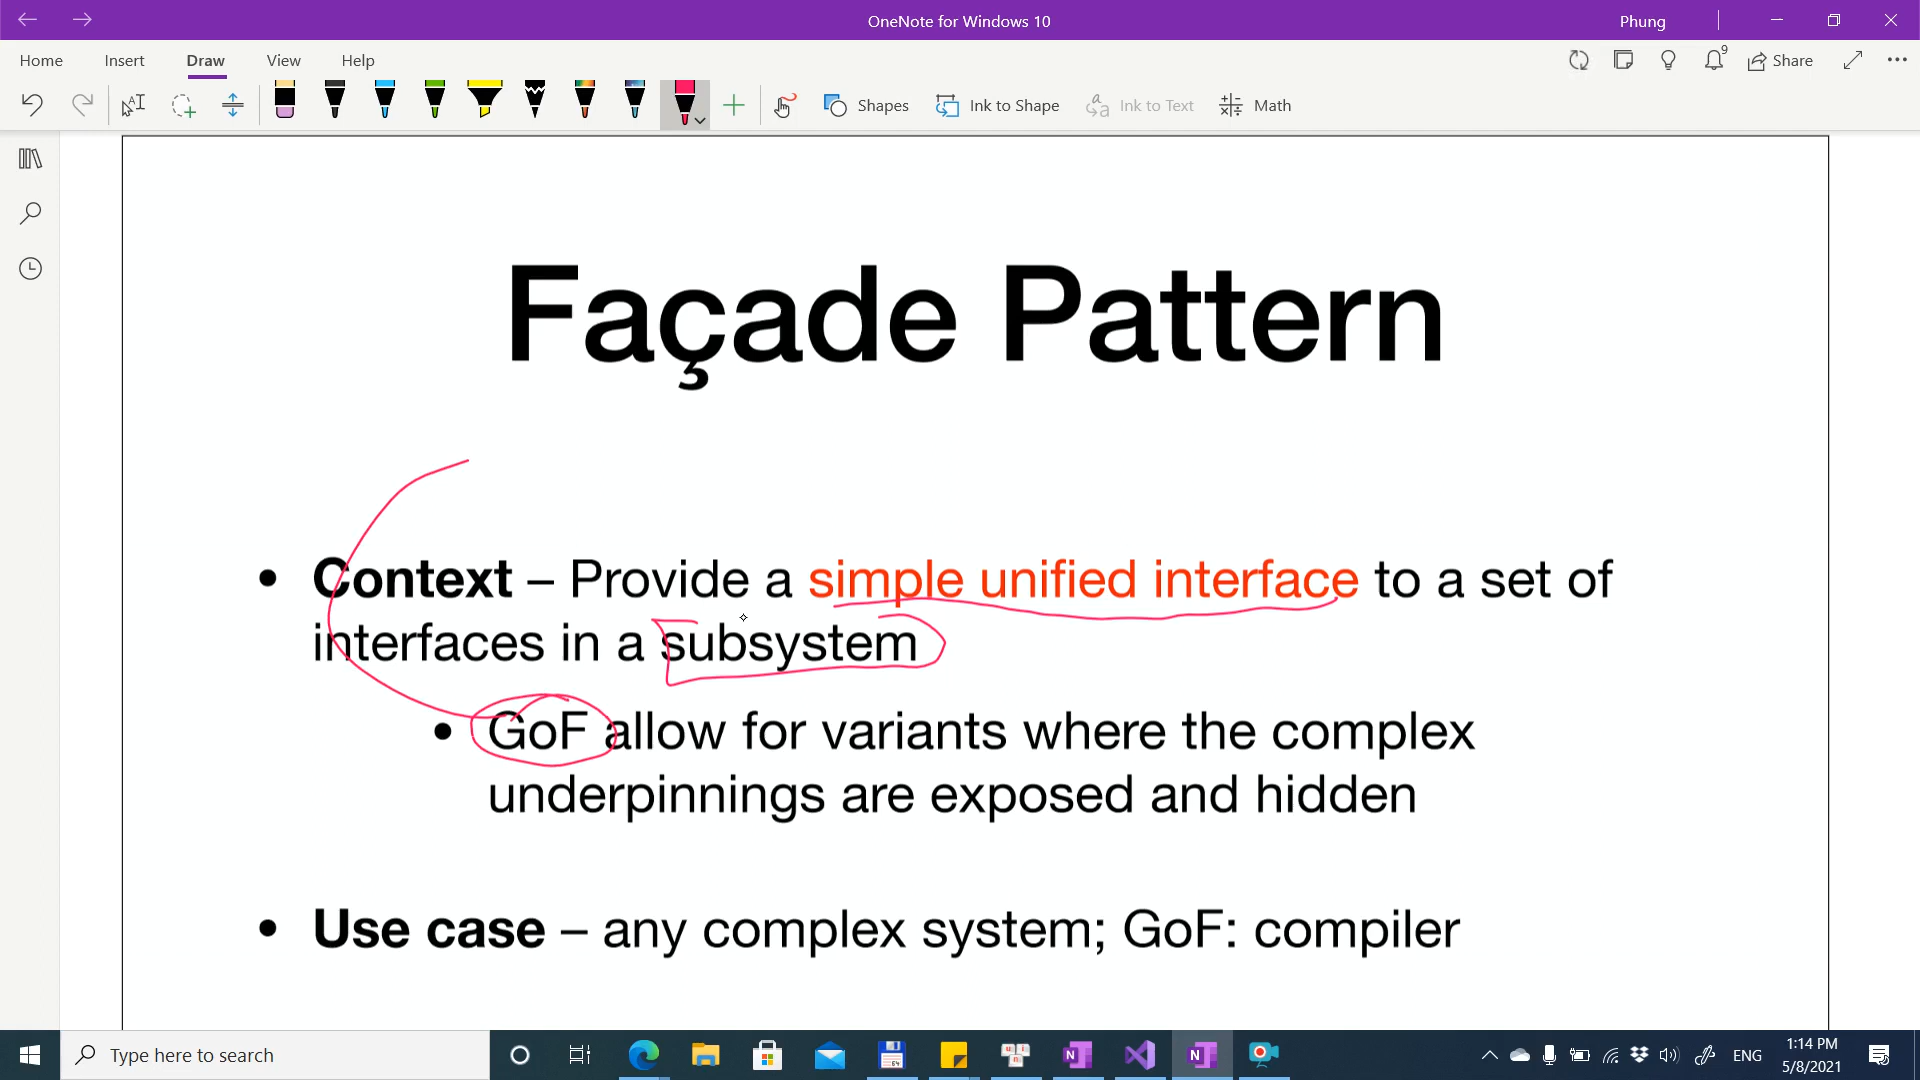 OneNote for Windows 10
Phung
Home Insert Draw View Help
9
Share
Shapes Ink to Shape Ink to Text Math
Façade Pattern
• Context – Provide a simple unified interface to a set of
interfaces in a subsystem
• GoF allow for variants where the complex
underpinnings are exposed and hidden
• Use case – any complex system; GoF: compiler
Type here to search
ENG
1:14 PM
5/8/2021